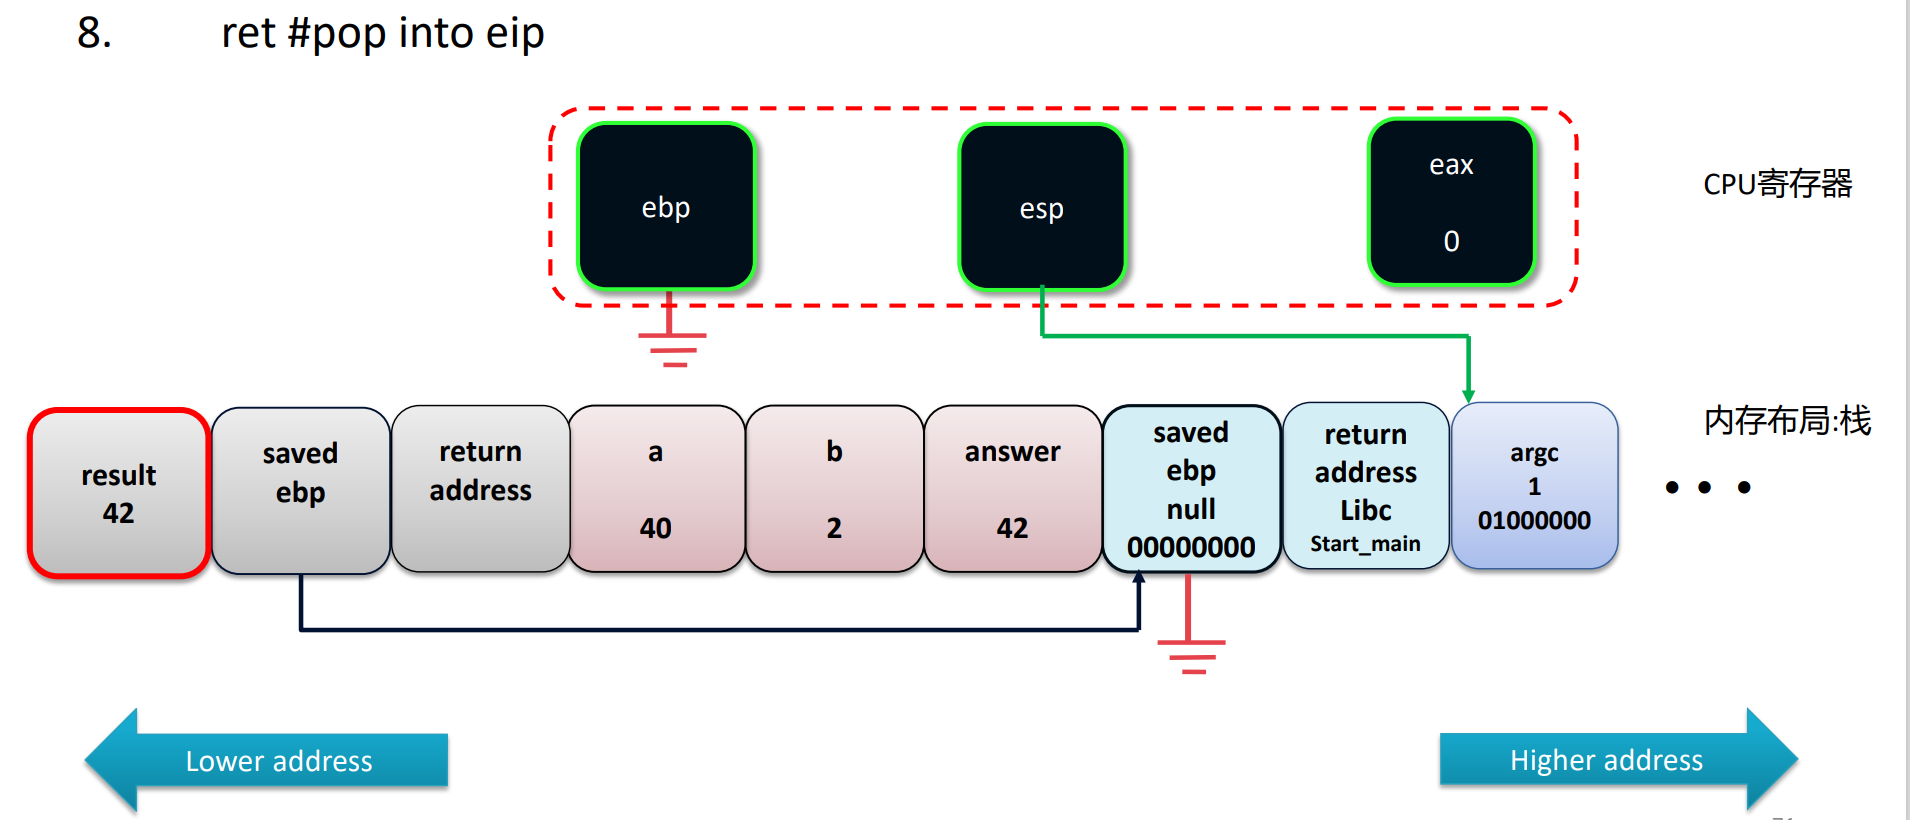 8. ret #pop into eip
ebp
esp
eax
0
CPU寄存器
result
42
saved
ebp
return
address
a
40
b
2
answer
42
saved
ebp
null
00000000
return
address
Libc
Start_main
argc
1
01000000
内存布局:栈
• • •
Lower address
Higher address